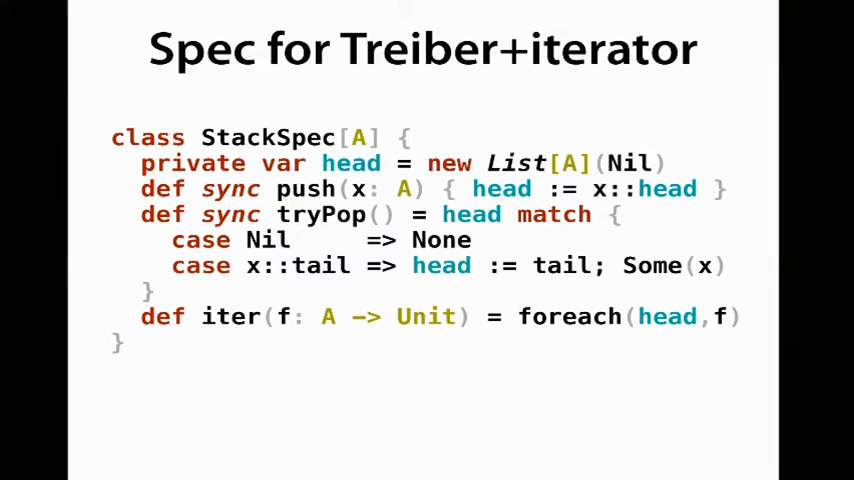 Spec for Treiber+iterator
class StackSpec[A] {
private var head = new List[A](Nil)
def sync push(x: A) { head := x::head }
def sync tryPop() = head match {
case Nil => None
case x::tail => head := tail; Some(x)
}
def iter(f: A -> Unit) = foreach(head,f)
}